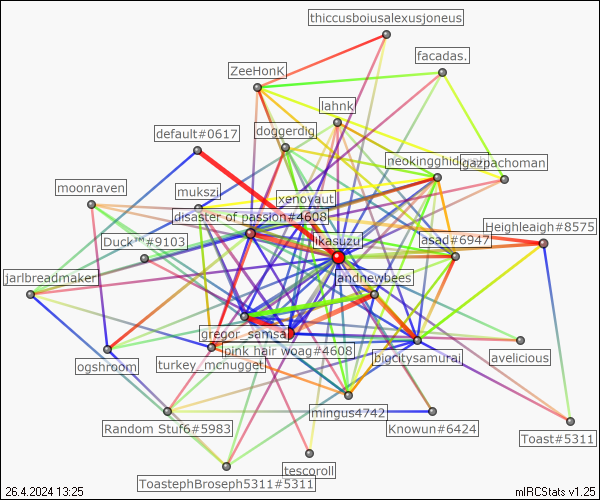 thiccusboiusalexusjoneus
facadas.
ZeeHonK
lahnk
doggerdig
default#0617
gazpachoman
moonraven
mukszi
xenoyaut
disaster of passion#4608
Heighleaigh#8575
Duck™#9103
likasuzu
asad#6947
jarlbreadmaker
jandnewbees
gregor_samsa
pink hair woag#4608
bigcitysamurai
avelicious
ogshroom
turkey_mcnugget
mingus4742
Random Stuf6#5983
Knowun#6424
Toast#5311
tescoroll
ToastephBroseph5311#5311
26.4.2024 13:25
mIRCStats v1.25